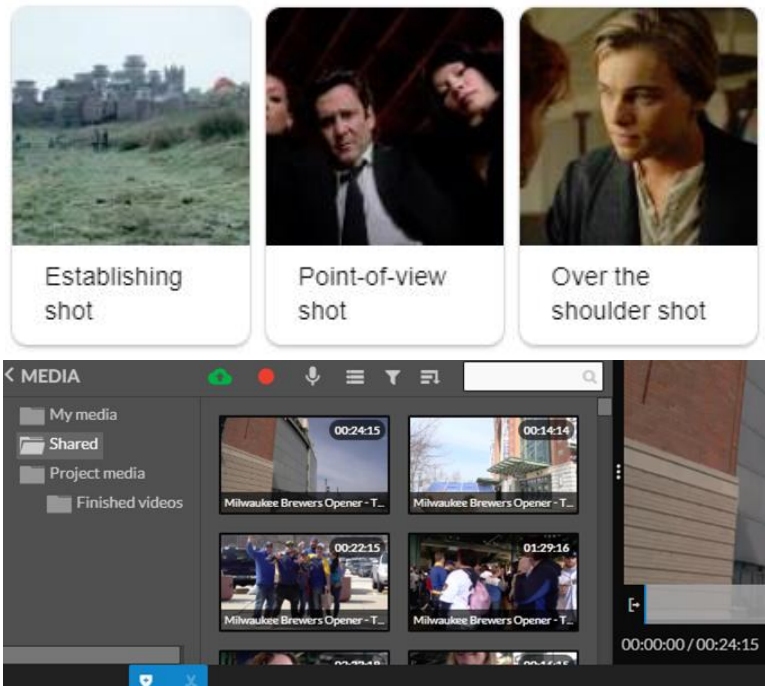 Establishing
shot
Point-of-view
shot
Over the
shoulder shot
MEDIA
My media
Shared
Project media
Finished videos
00:24:15
Milwaukee Brewers Opener - T...
00:14:14
Milwaukee Brewers Opener - T...
00:22:15
Milwaukee Brewers Opener - T...
01:29:16
Milwaukee Brewers Opener - T...
00:00:00 / 00:24:15